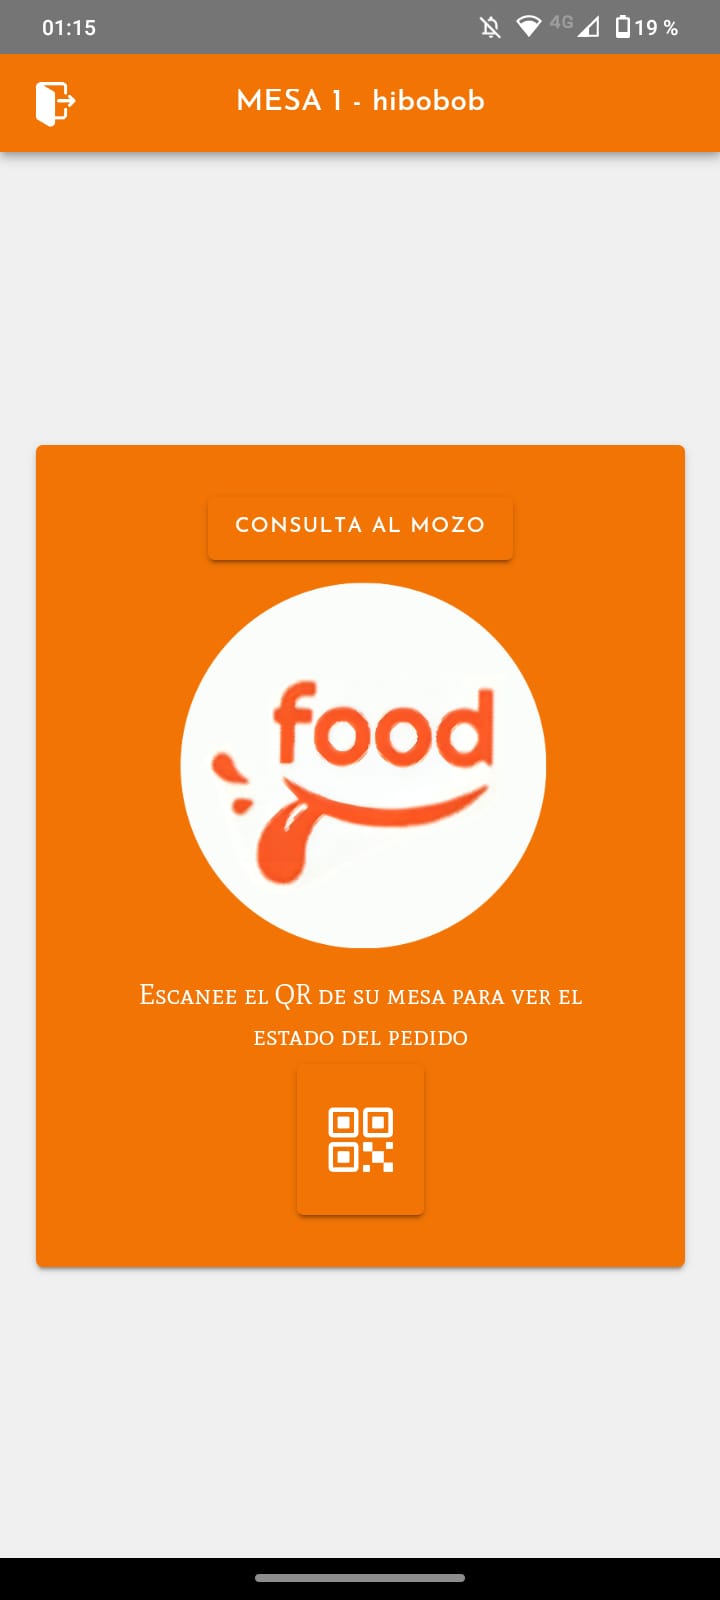 01:15
4G
19 %
MESA 1 - hibobob
CONSULTA AL MOZO
food
Escanee el QR de su mesa para ver el
estado del pedido